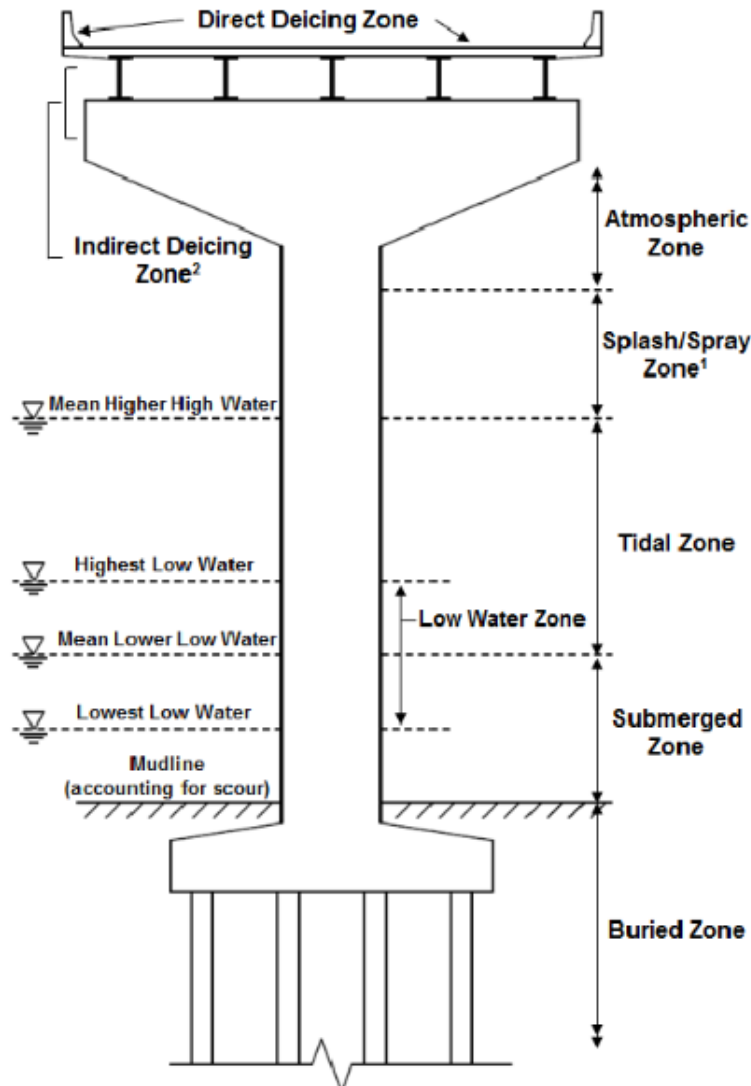 Direct Deicing Zone
Atmospheric
Zone
Indirect Deicing
Zone²
Splash/Spray
Zone¹
Mean Higher High Water
Tidal Zone
Highest Low Water
Low Water Zone
Mean Lower Low Water
Lowest Low Water
Submerged
Zone
Mudline
(accounting for scour)
Buried Zone